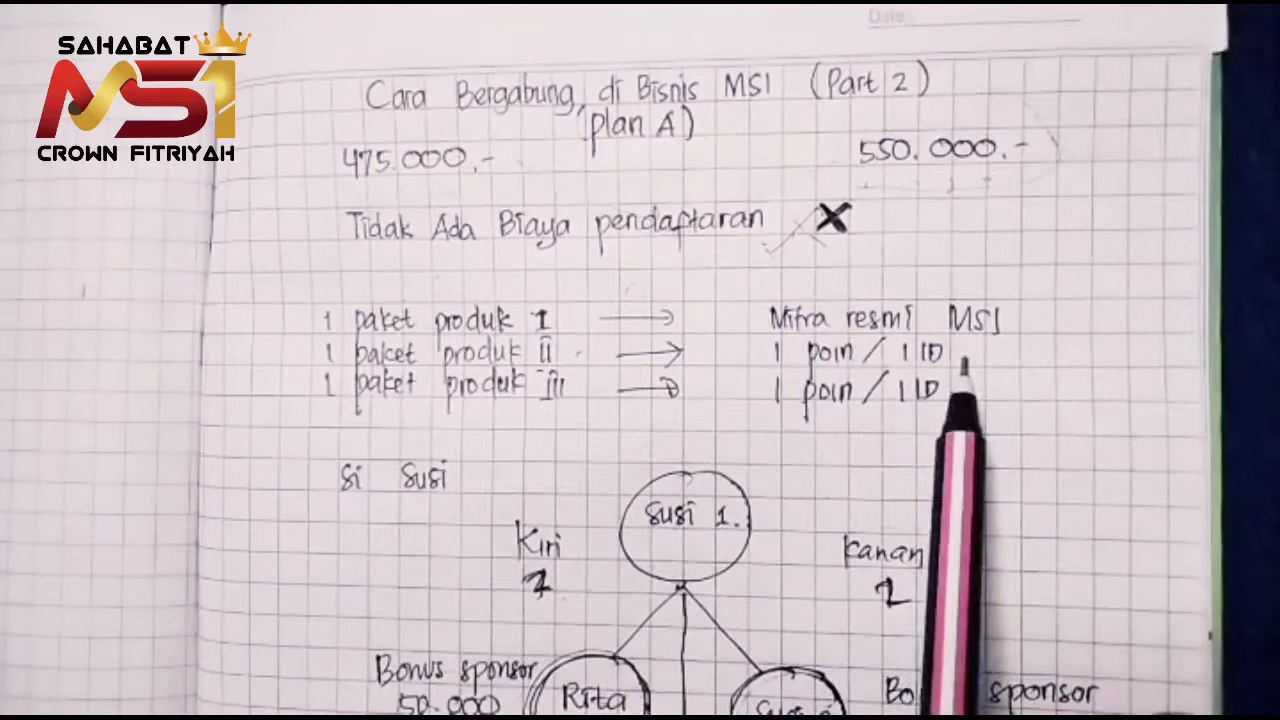 Date:
SAHABAT
MS1
CROWN FITRIYAH
Cara Bergabung di Bisnis MSI (Part 2)
plan A)
475.000.-
550.000.-
Tidak Ada Biaya pendaftaran X
1 paket produk I → Mitra resmi MSI
1 paket produk II → 1 poin / 1 ID
1 paket produk III → 1 poin / 1 ID
Si Susi
Susi 1.
Kiri
Kanan
1
Bonus sponsor
50.000
Rita
sponsor